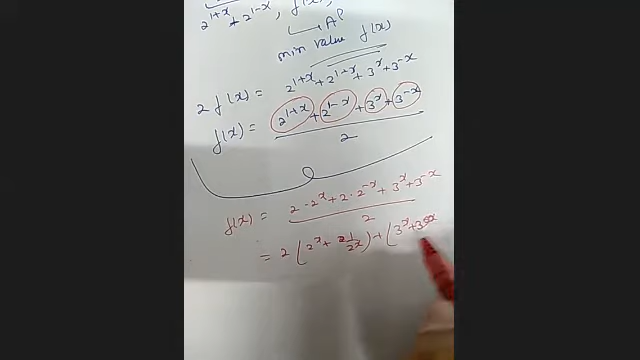 2^{1+x} + 2^{1-x}, f(x),
AP
min value f(x)
2 f(x) = 2^{1+x} + 2^{1+x} + 3^x + 3^{-x}
f(x) = 2^{1+x} + 2^{1-x} + 3^x + 3^{-x}
2
f(x) = 2·2^x + 2·2^{-x} + 3^x + 3^{-x}
2
= 2 (2^x + 1/2^x) + (3^x + 3